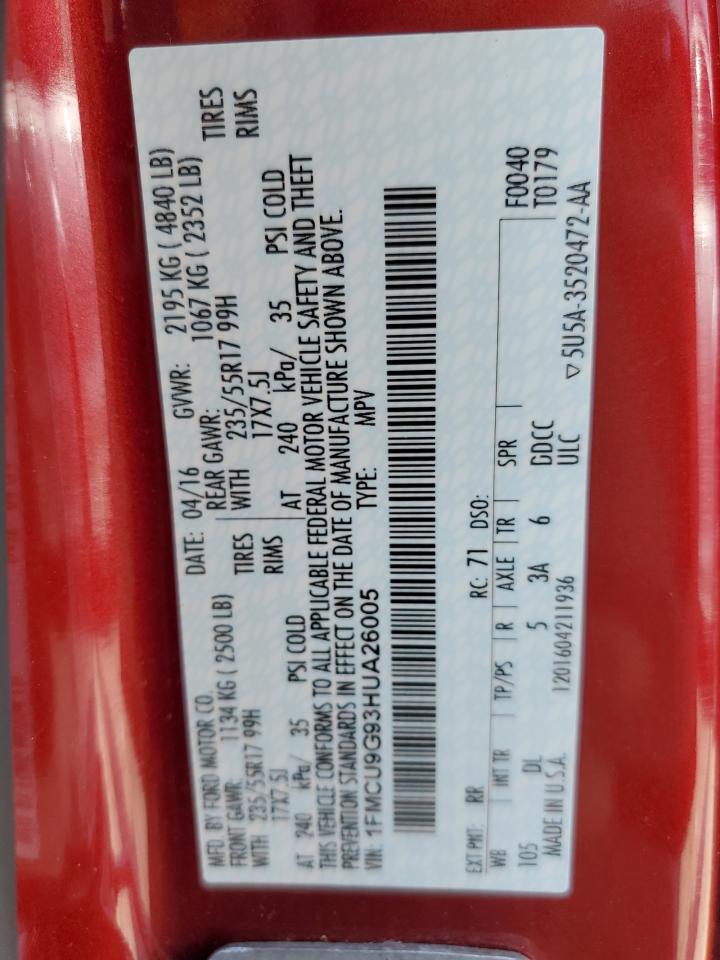 MFD. BY FORD MOTOR CO.
DATE: 04/16 GVWR: 2195 KG ( 4840 LB)
FRONT GAWR: 1134 KG ( 2500 LB) REAR GAWR: 1067 KG ( 2352 LB)
WITH 235/55R17 99H TIRES WITH 235/55R17 99H TIRES
17X7.5J RIMS 17X7.5J RIMS
AT 240 kPa/ 35 PSI COLD AT 240 kPa/ 35 PSI COLD
THIS VEHICLE CONFORMS TO ALL APPLICABLE FEDERAL MOTOR VEHICLE SAFETY AND THEFT
PREVENTION STANDARDS IN EFFECT ON THE DATE OF MANUFACTURE SHOWN ABOVE.
VIN: 1FMCU9G93HUA26005 TYPE: MPV
EXT PNT: RR RC: 71 DSO: F0040
WB INT TR TP/PS R AXLE TR SPR T0179
105 DL 5 3A 6 GDCC
MADE IN U.S.A. 1201604211936 ULC ▽5U5A-3520472-AA